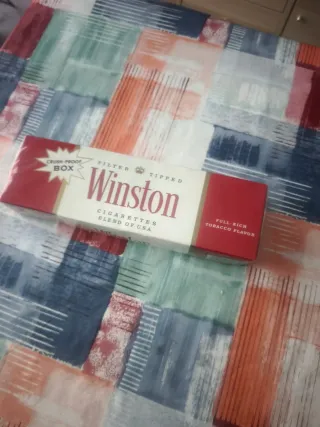 CRUSH-PROOF
BOX
FILTER TIPPED
Winston
CIGARETTES
BLEND OF USA
FULL RICH
TOBACCO FLAVOR